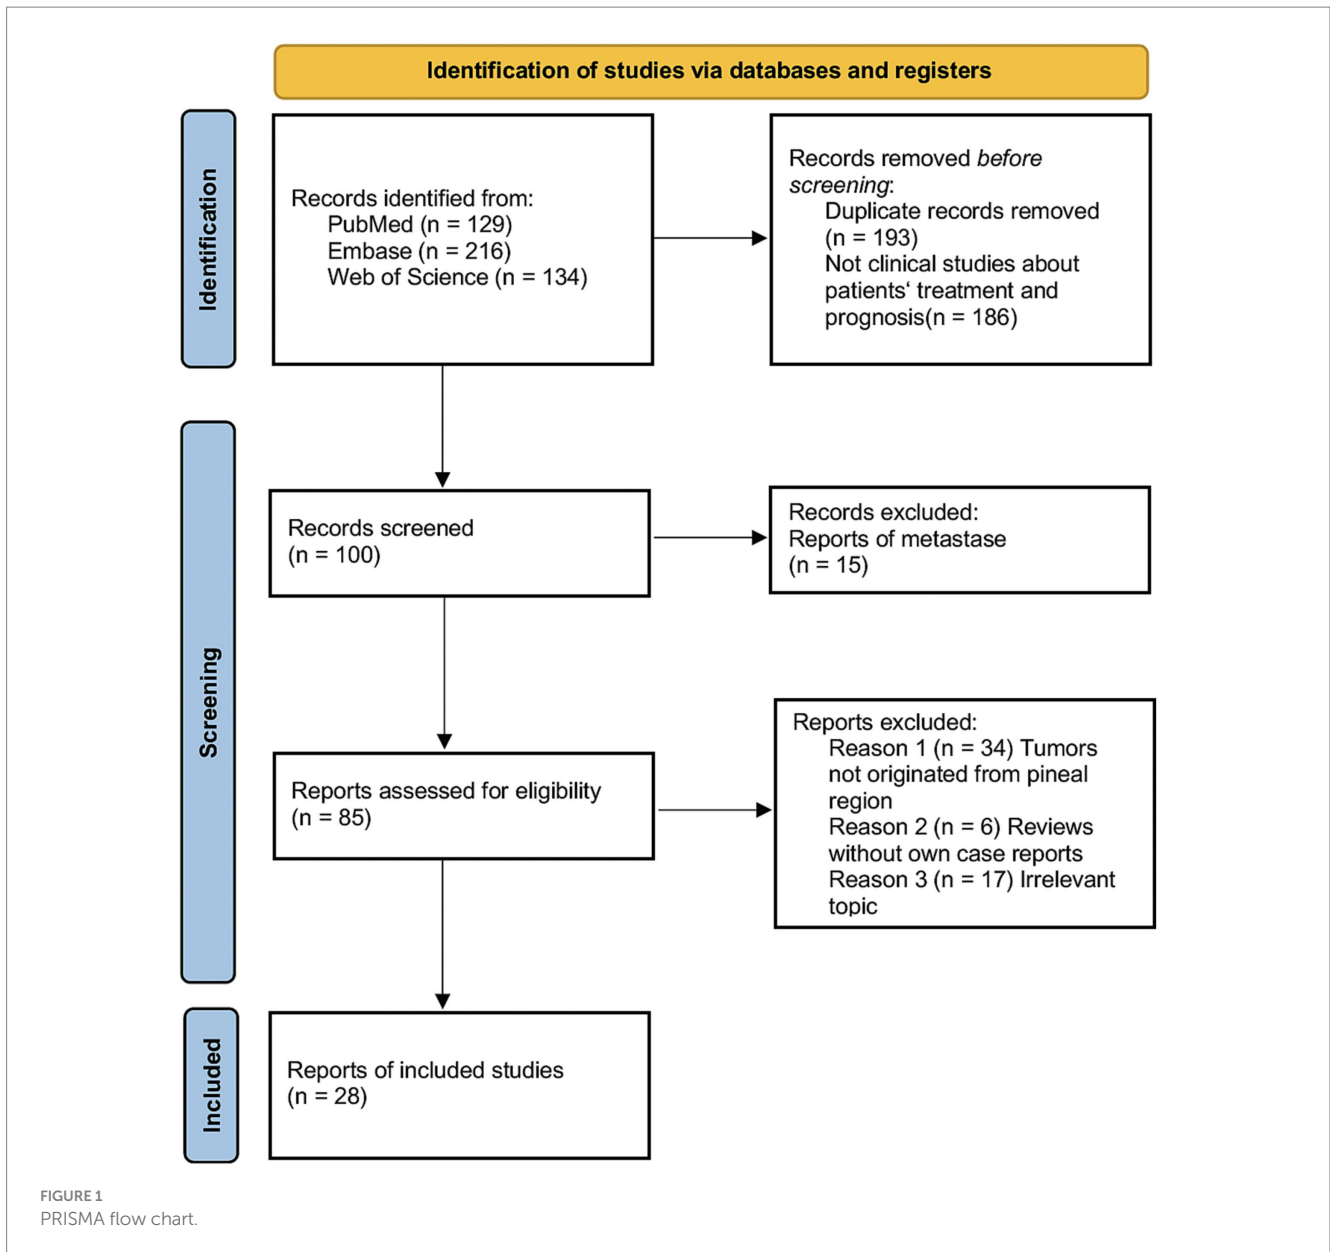 Identification of studies via databases and registers
Identification
Records identified from:
PubMed (n = 129)
Embase (n = 216)
Web of Science (n = 134)
Records removed before
screening:
Duplicate records removed
(n = 193)
Not clinical studies about
patients‘ treatment and
prognosis(n = 186)
Screening
Records screened
(n = 100)
Records excluded:
Reports of metastase
(n = 15)
Reports assessed for eligibility
(n = 85)
Reports excluded:
Reason 1 (n = 34) Tumors
not originated from pineal
region
Reason 2 (n = 6) Reviews
without own case reports
Reason 3 (n = 17) Irrelevant
topic
Included
Reports of included studies
(n = 28)
FIGURE 1
PRISMA flow chart.